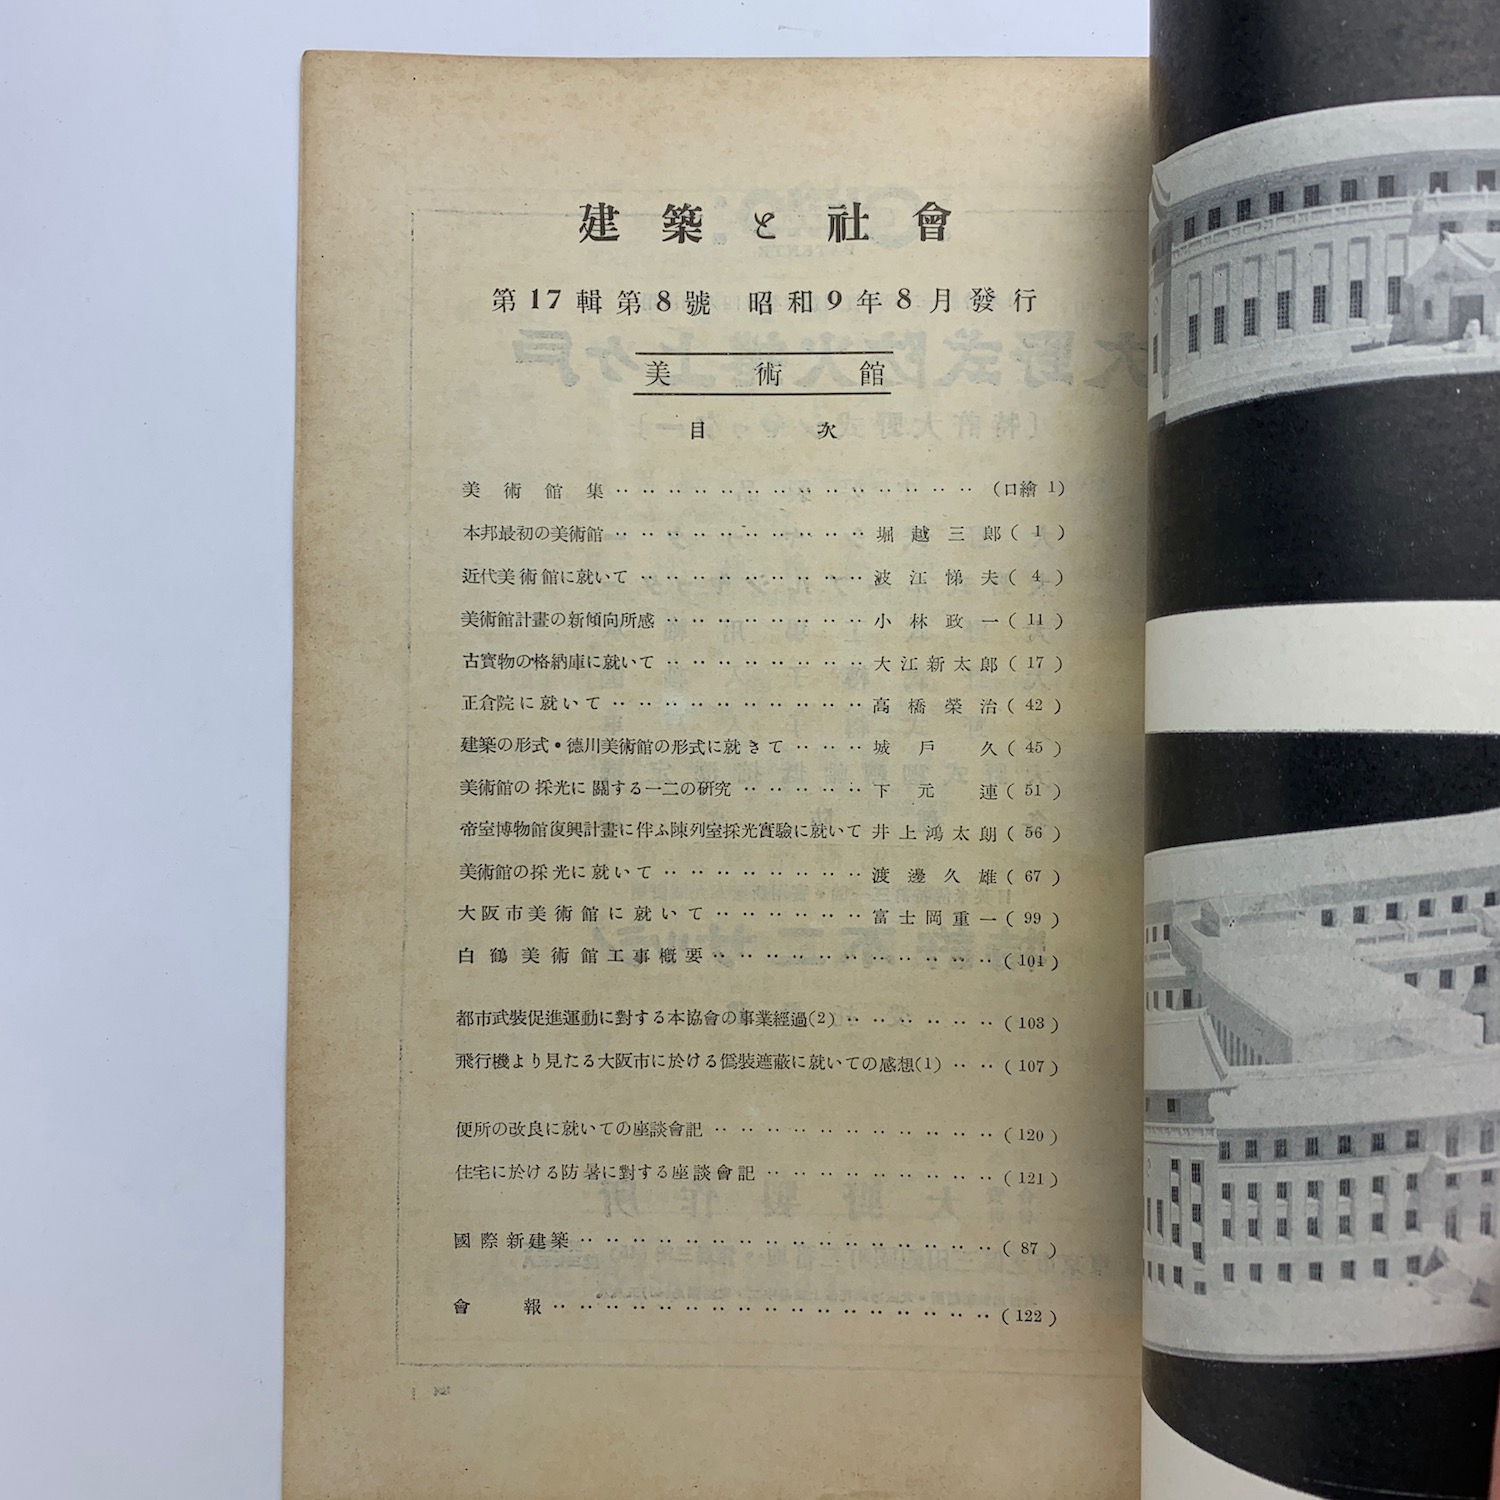 建築と社會
第17輯第8號 昭和9年8月發行
美術館
目次
美術館集 (口繪 1)
本邦最初の美術館 堀越三郎 (1)
近代美術館に就いて 波江悌夫 (4)
美術館計畫の新傾向所感 小林政一 (11)
古寶物の格納庫に就いて 大江新太郎 (17)
正倉院に就いて 高橋榮治 (42)
建築の形式・德川美術館の形式に就きて 城戶久 (45)
美術館の採光に關する一二の硏究 下元連 (51)
帝室博物館復興計畫に伴ふ陳列室採光實驗に就いて 井上鴻太朗 (56)
美術館の採光に就いて 渡邊久雄 (67)
大阪市美術館に就いて 富士岡重一 (99)
白鶴美術館工事槪要 (101)
都市武裝促進運動に對する本協會の事業經過(2) (103)
飛行機より見たる大阪市に於ける僞裝遮蔽に就いての感想(1) (107)
便所の改良に就いての座談會記 (120)
住宅に於ける防暑に對する座談會記 (121)
國際新建築 (87)
會報 (122)